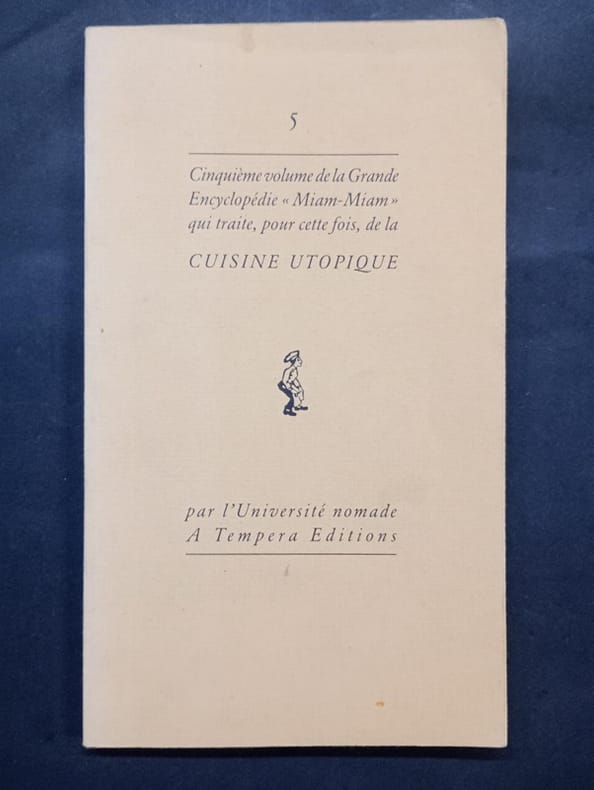 5
Cinquième volume de la Grande
Encyclopédie « Miam-Miam »
qui traite, pour cette fois, de la
CUISINE UTOPIQUE
par l'Université nomade
A Tempera Editions